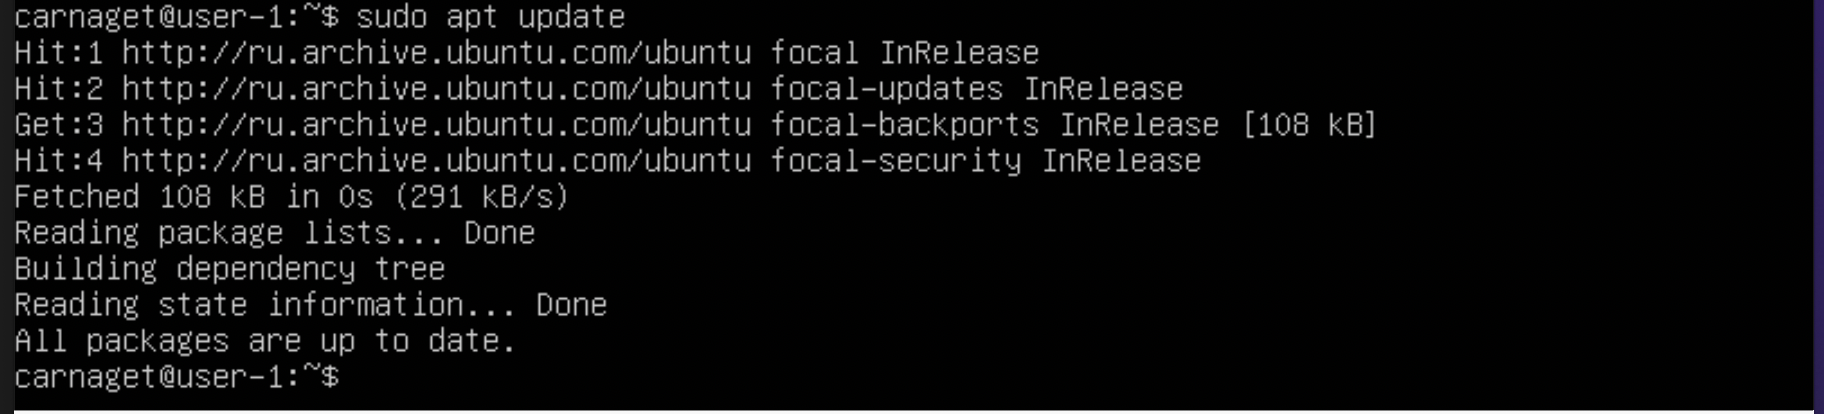 carnaget@user-1:~$ sudo apt update
Hit:1 http://ru.archive.ubuntu.com/ubuntu focal InRelease
Hit:2 http://ru.archive.ubuntu.com/ubuntu focal-updates InRelease
Get:3 http://ru.archive.ubuntu.com/ubuntu focal-backports InRelease [108 kB]
Hit:4 http://ru.archive.ubuntu.com/ubuntu focal-security InRelease
Fetched 108 kB in 0s (291 kB/s)
Reading package lists... Done
Building dependency tree
Reading state information... Done
All packages are up to date.
carnaget@user-1:~$